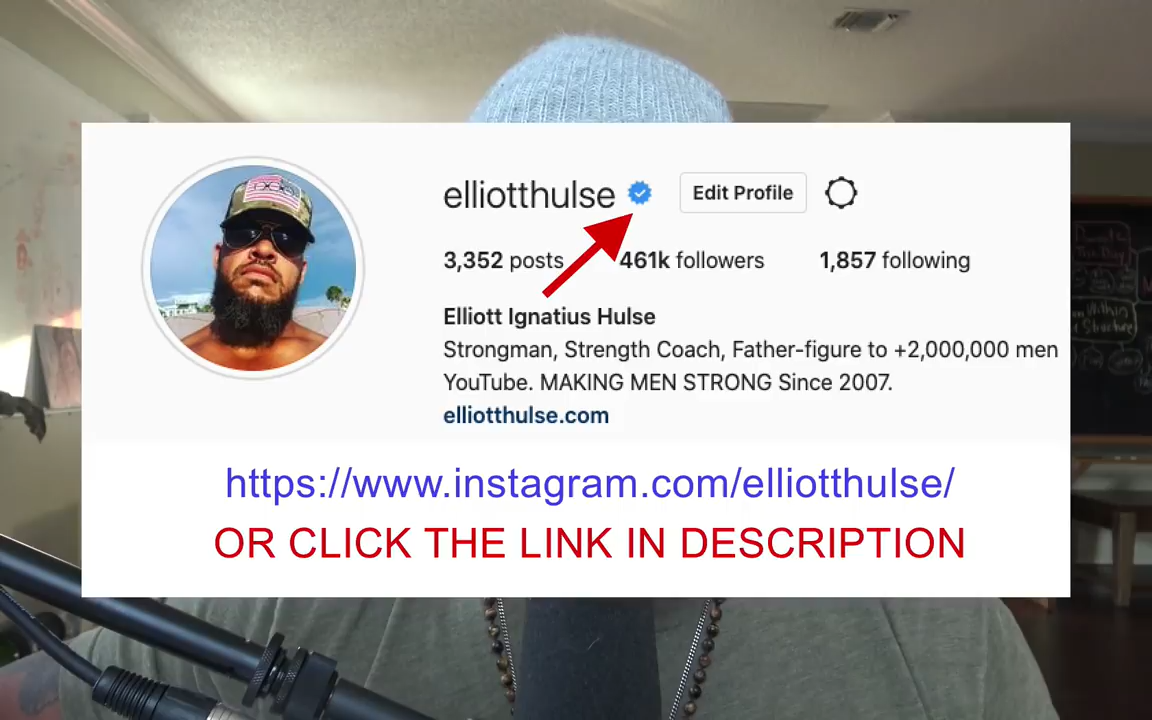 elliotthulse Edit Profile
3,352 posts 461k followers 1,857 following
Elliott Ignatius Hulse
Strongman, Strength Coach, Father-figure to +2,000,000 men
YouTube. MAKING MEN STRONG Since 2007.
elliotthulse.com
https://www.instagram.com/elliotthulse/
OR CLICK THE LINK IN DESCRIPTION